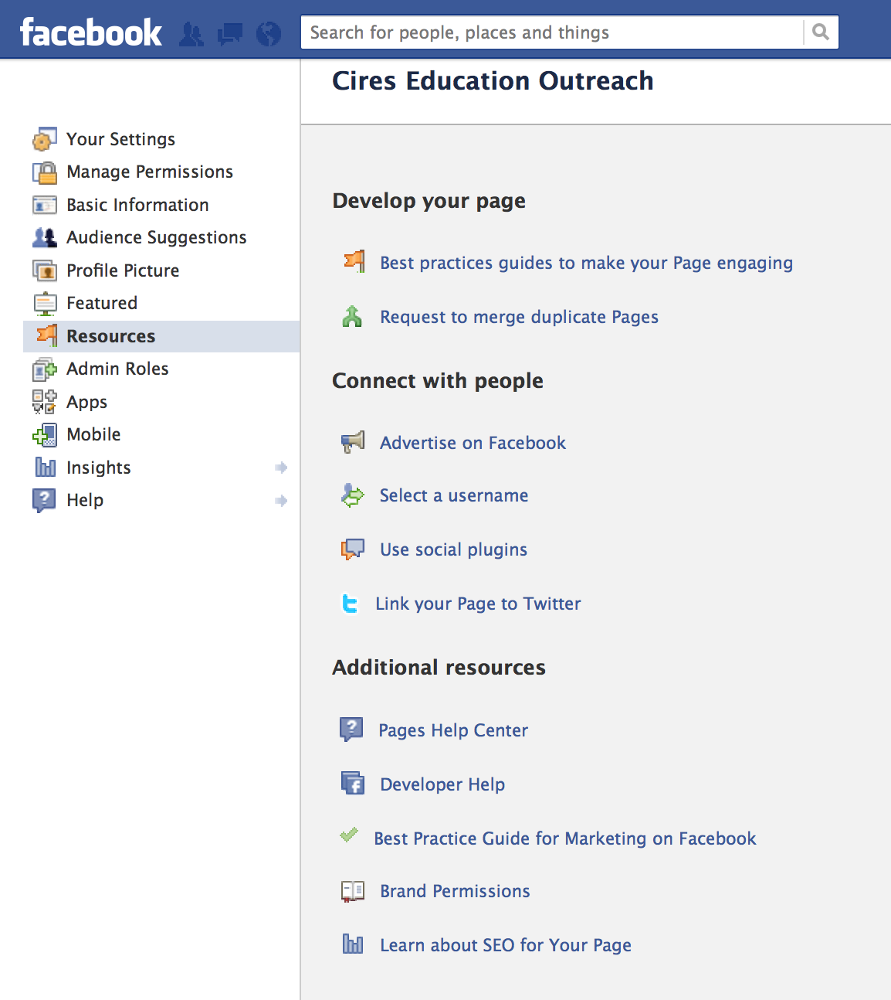 facebook
Search for people, places and things
Cires Education Outreach
Your Settings
Manage Permissions
Basic Information
Audience Suggestions
Profile Picture
Featured
Resources
Admin Roles
Apps
Mobile
Insights
Help
Develop your page
Best practices guides to make your Page engaging
Request to merge duplicate Pages
Connect with people
Advertise on Facebook
Select a username
Use social plugins
Link your Page to Twitter
Additional resources
Pages Help Center
Developer Help
Best Practice Guide for Marketing on Facebook
Brand Permissions
Learn about SEO for Your Page